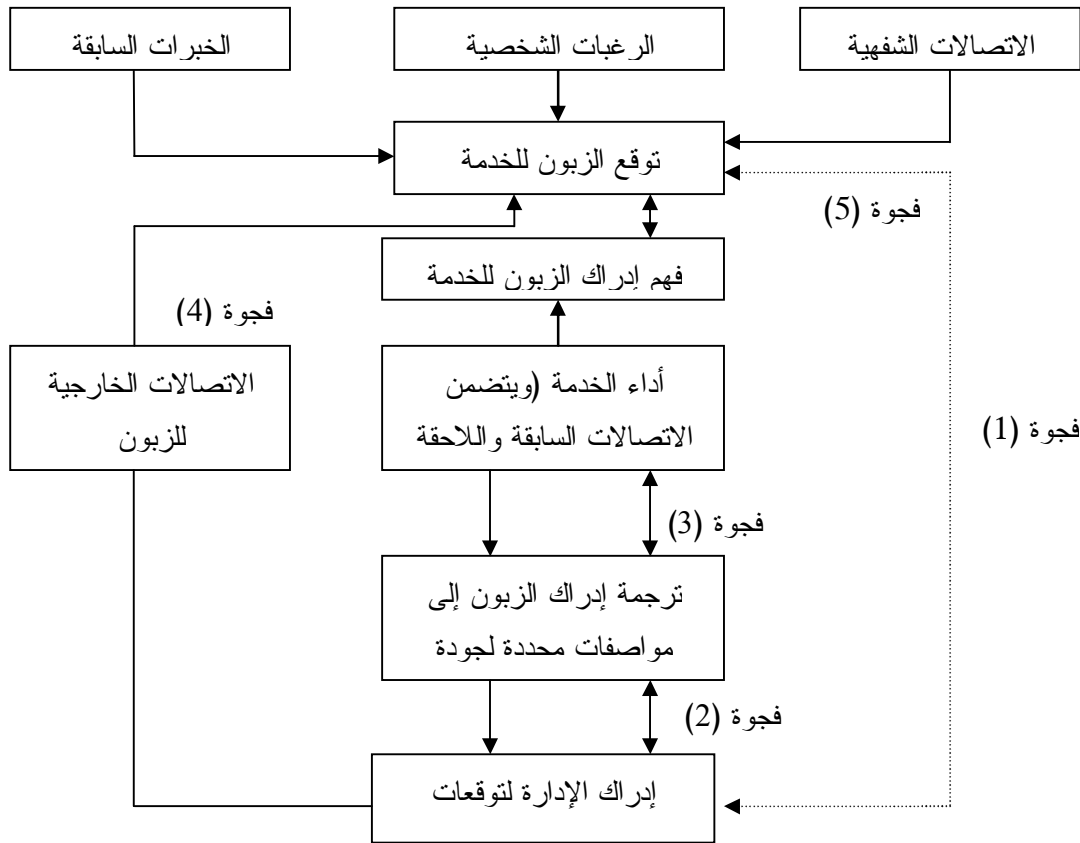 الاتصالات الشفهية
الرغبات الشخصية
الخبرات السابقة
توقع الزبون للخدمة
فجوة (5)
فهم إدراك الزبون للخدمة
فجوة (4)
أداء الخدمة (ويتضمن
الاتصالات السابقة واللاحقة
الاتصالات الخارجية
للزبون
فجوة (1)
فجوة (3)
ترجمة إدراك الزبون إلى
مواصفات محددة لجودة
فجوة (2)
إدراك الإدارة لتوقعات